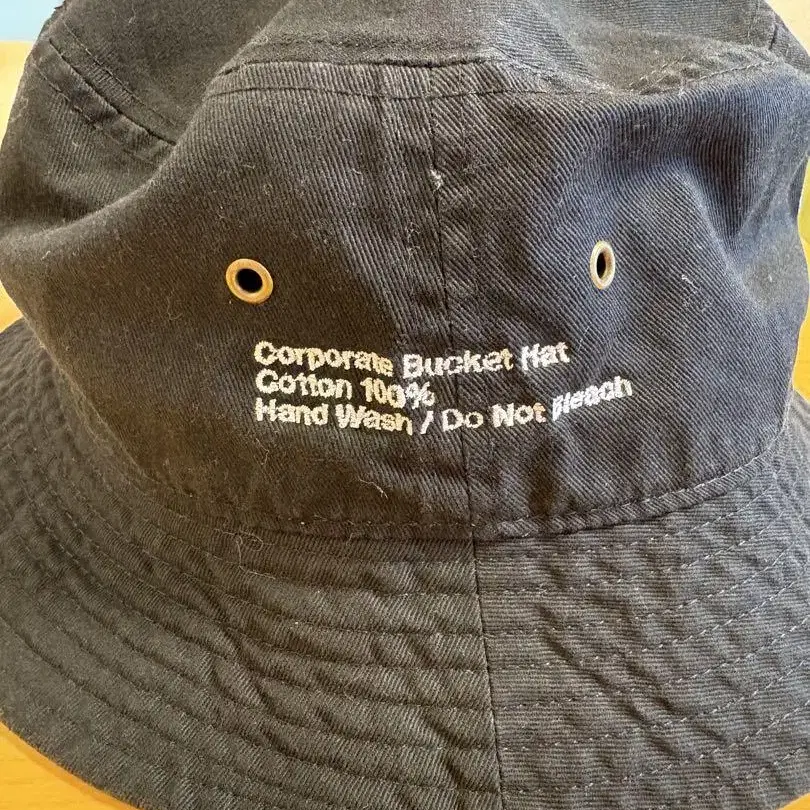 Corporate Bucket Hat
Cotton 100%
Hand Wash / Do Not Bleach